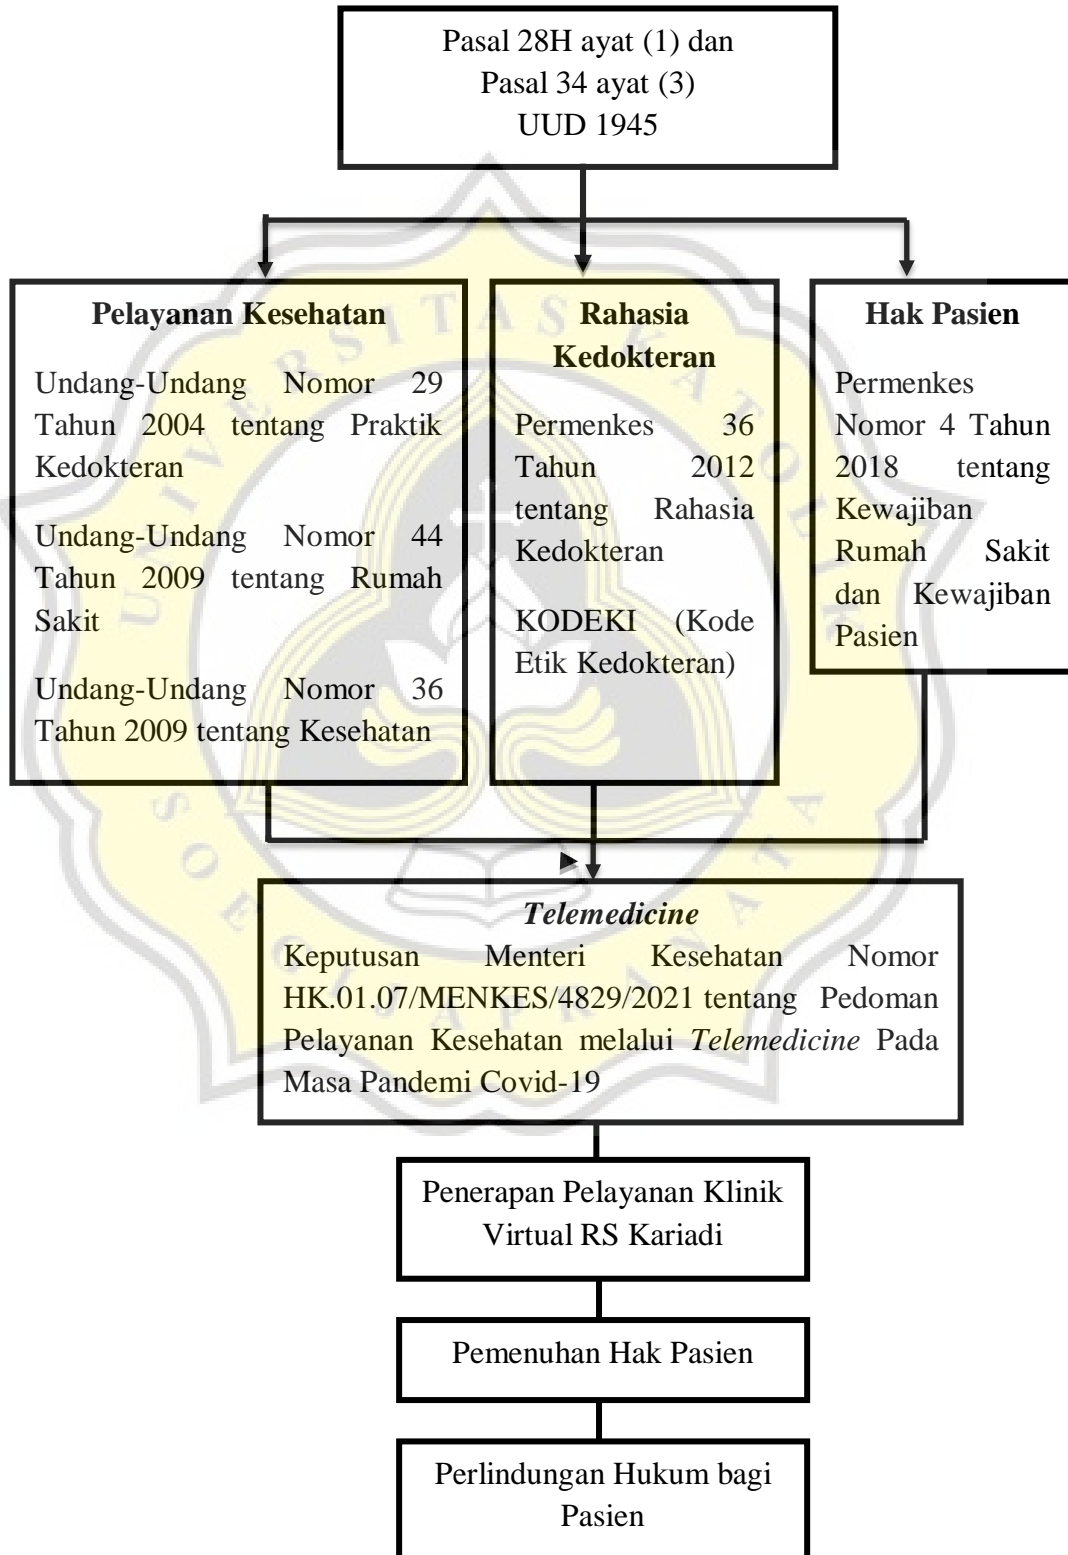 Pasal 28H ayat (1) dan
Pasal 34 ayat (3)
UUD 1945
Pelayanan Kesehatan
Undang-Undang Nomor 29
Tahun 2004 tentang Praktik
Kedokteran
Undang-Undang Nomor 44
Tahun 2009 tentang Rumah
Sakit
Undang-Undang Nomor 36
Tahun 2009 tentang Kesehatan
Rahasia
Kedokteran
Permenkes 36
Tahun 2012
tentang Rahasia
Kedokteran
KODEKI (Kode
Etik Kedokteran)
Hak Pasien
Permenkes
Nomor 4 Tahun
2018 tentang
Kewajiban
Rumah Sakit
dan Kewajiban
Pasien
Telemedicine
Keputusan Menteri Kesehatan Nomor
HK.01.07/MENKES/4829/2021 tentang Pedoman
Pelayanan Kesehatan melalui Telemedicine Pada
Masa Pandemi Covid-19
Penerapan Pelayanan Klinik
Virtual RS Kariadi
Pemenuhan Hak Pasien
Perlindungan Hukum bagi
Pasien
UNIVERSITAS KATOLIK
SOEGIJAPRANATA